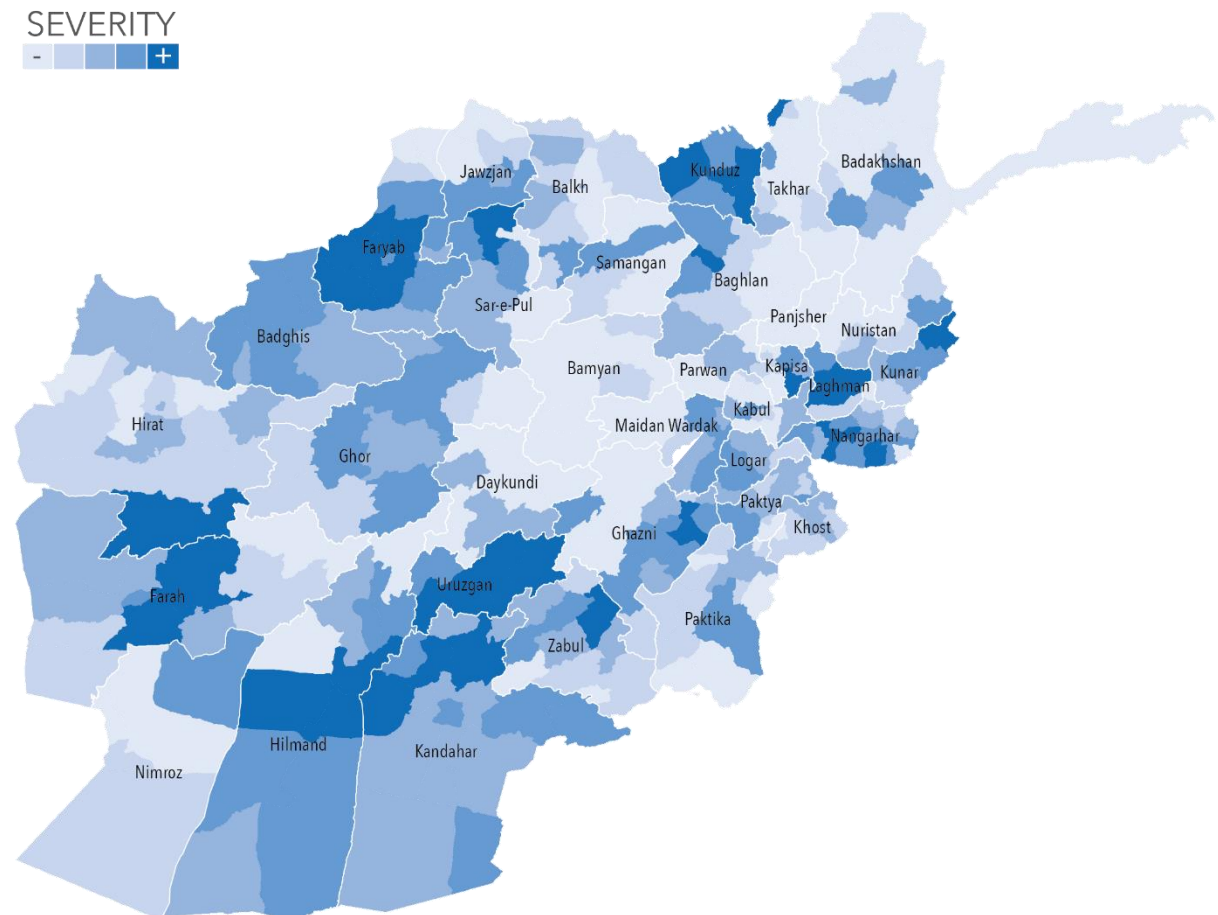 SEVERITY
- +
Badakhshan
Kunduz
Jawzjan
Balkh
Takhar
Faryab
Samangan
Baghlan
Sar-e-Pul
Panjsher
Nuristan
Badghis
Bamyan
Parwan
Kapisa
Kunar
Laghman
Kabul
Hirat
Maidan Wardak
Nangarhar
Ghor
Logar
Daykundi
Paktya
Khost
Ghazni
Uruzgan
Farah
Paktika
Zabul
Hilmand
Kandahar
Nimroz